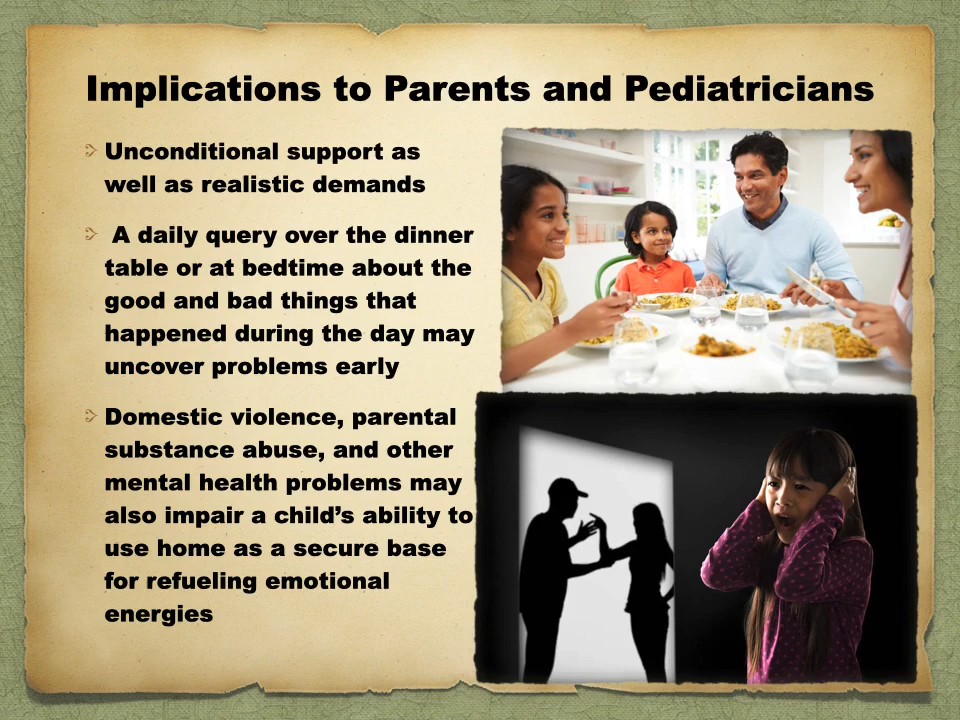 Implications to Parents and Pediatricians
Unconditional support as
well as realistic demands
A daily query over the dinner
table or at bedtime about the
good and bad things that
happened during the day may
uncover problems early
Domestic violence, parental
substance abuse, and other
mental health problems may
also impair a child’s ability to
use home as a secure base
for refueling emotional
energies